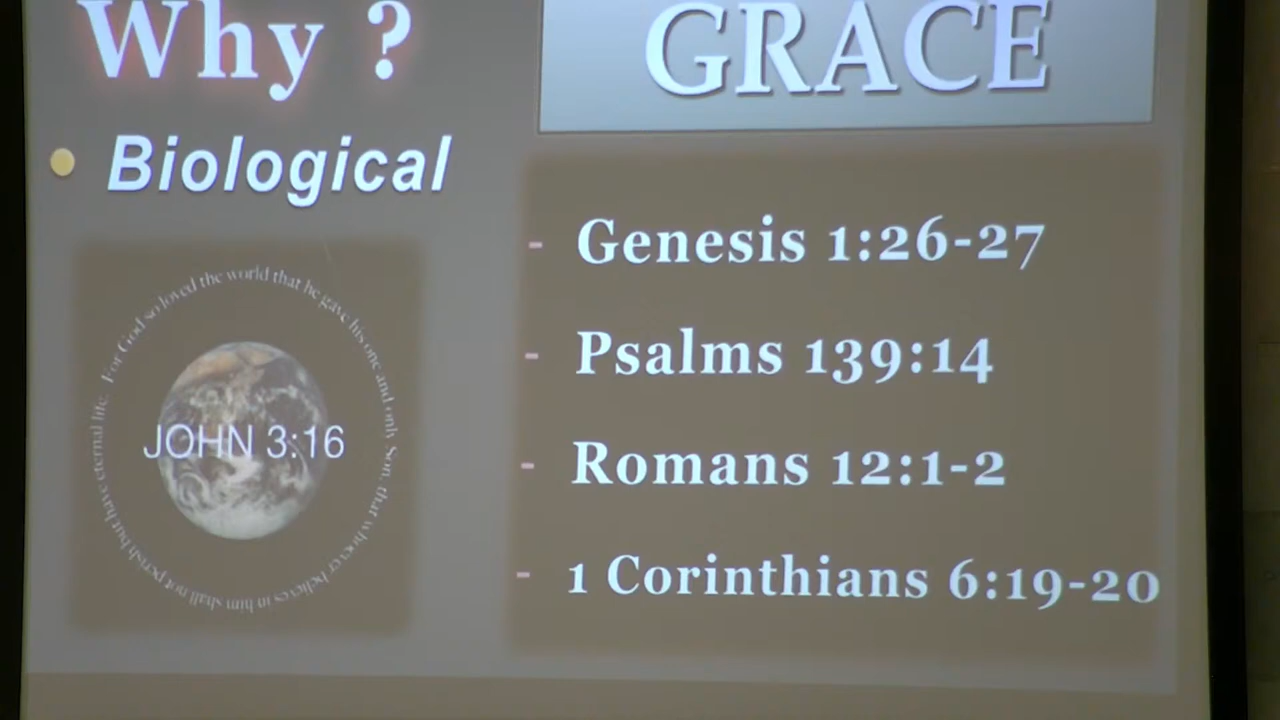 Why ?
GRACE
• Biological
- Genesis 1:26-27
- Psalms 139:14
- Romans 12:1-2
- 1 Corinthians 6:19-20
For God so loved the world that he gave his one and only Son, that whoever believes in him shall not perish but have eternal life.
JOHN 3:16